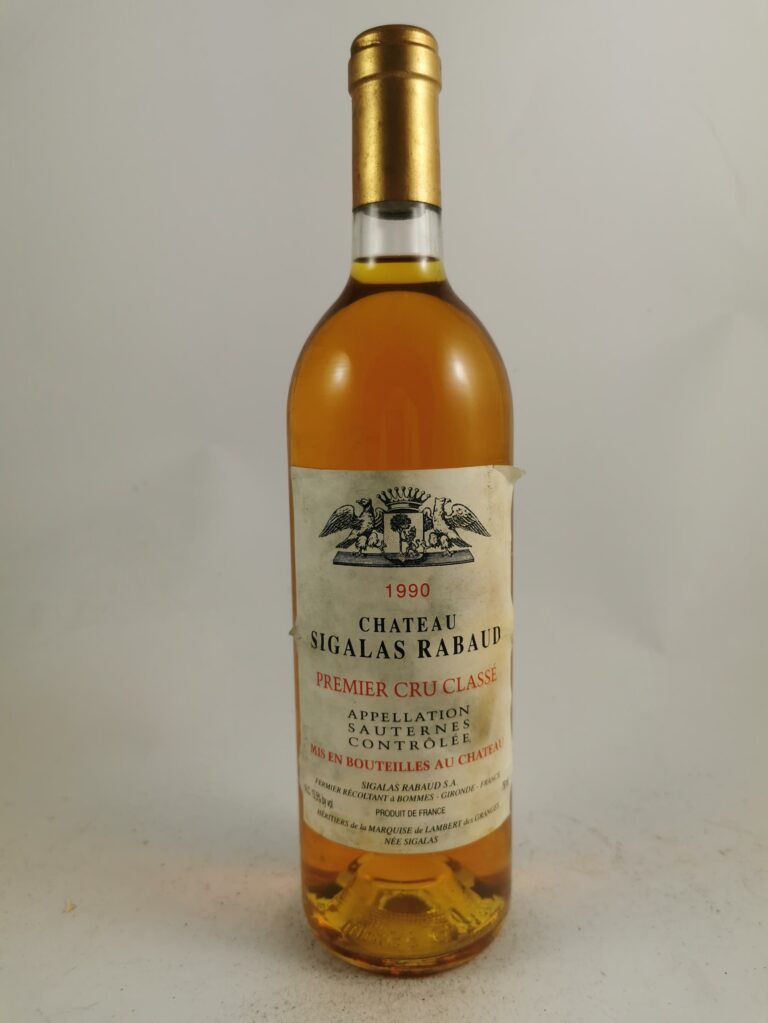 1990
CHATEAU
SIGALAS RABAUD
PREMIER CRU CLASSÉ
APPELLATION
SAUTERNES
CONTRÔLÉE
MIS EN BOUTEILLES AU CHATEAU
SIGALAS RABAUD S.A.
FERMIER RÉCOLTANT à BOMMES - GIRONDE - FRANCE
PRODUIT DE FRANCE
HÉRITIERS de la MARQUISE de LAMBERT des GRANGES
NÉE SIGALAS